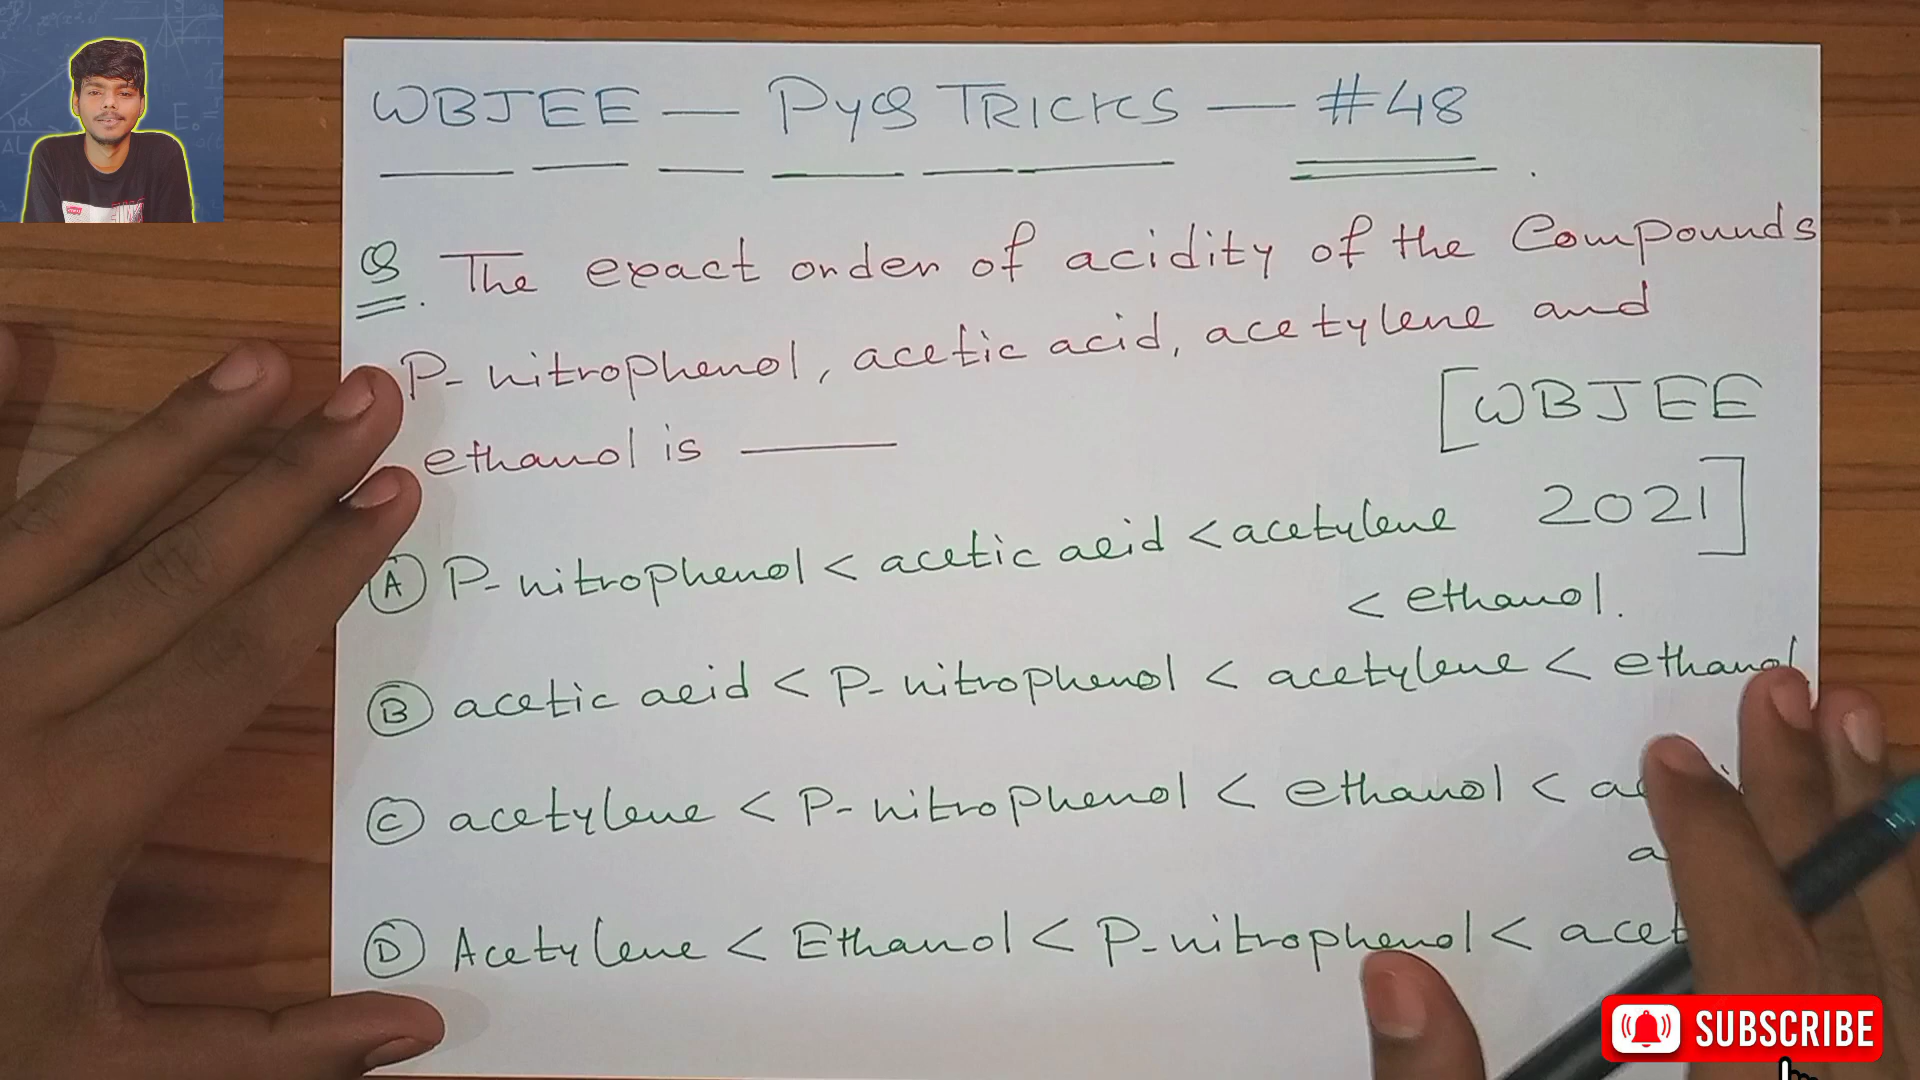 WBJEE — PYQ TRICKS — #48
Q. The exact order of acidity of the Compounds
P- nitrophenol, acetic acid, acetylene and
ethanol is ———
[WBJEE
2021]
(A) P-nitrophenol < acetic acid < acetylene
< ethanol.
(B) acetic acid < P-nitrophenol < acetylene < ethanol
(C) acetylene < P-nitrophenol < ethanol <
(D) Acetylene < Ethanol < P-nitrophenol <
SUBSCRIBE